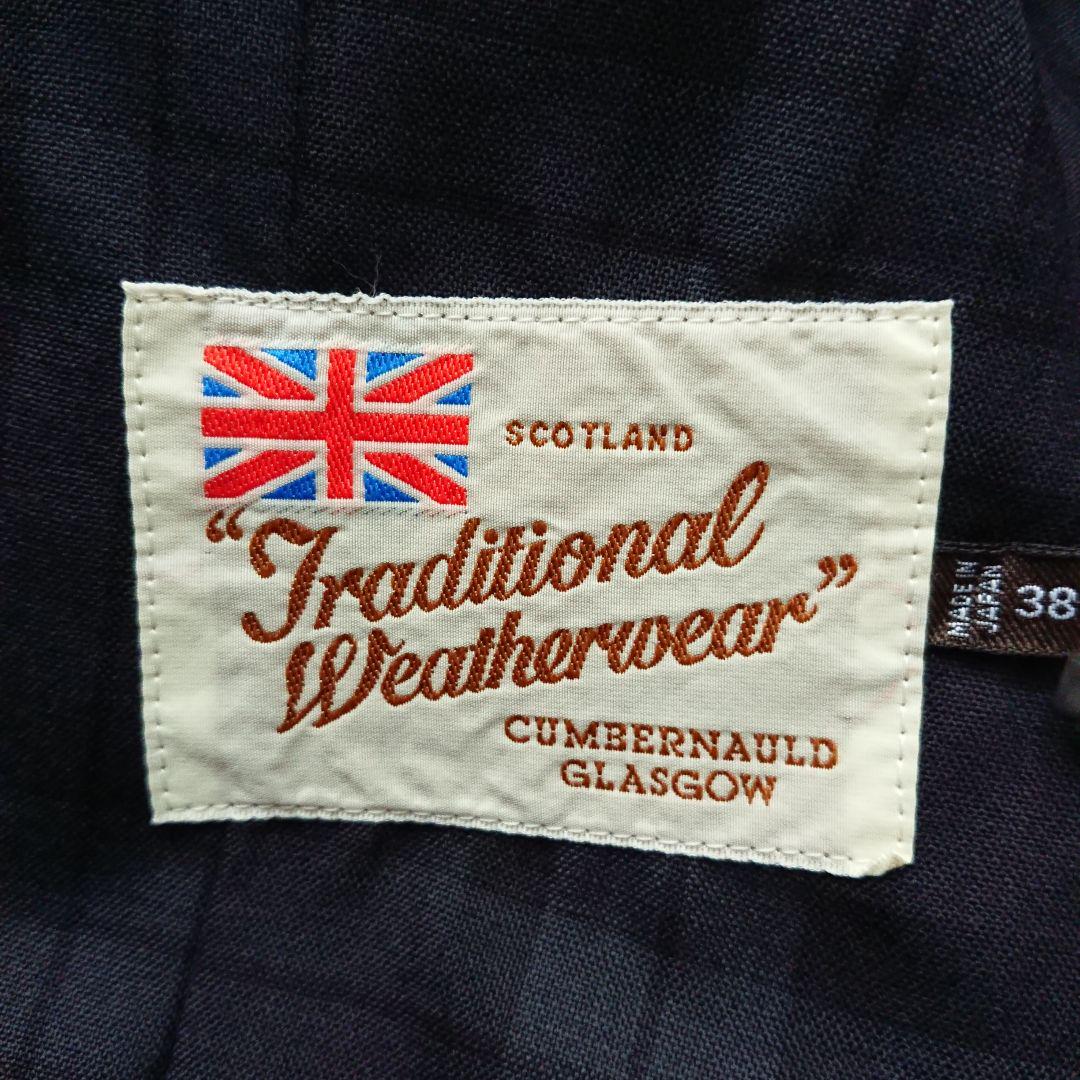 SCOTLAND
“Traditional
Weatherwear”
CUMBERNAULD
GLASGOW
MADE IN
JAPAN
38